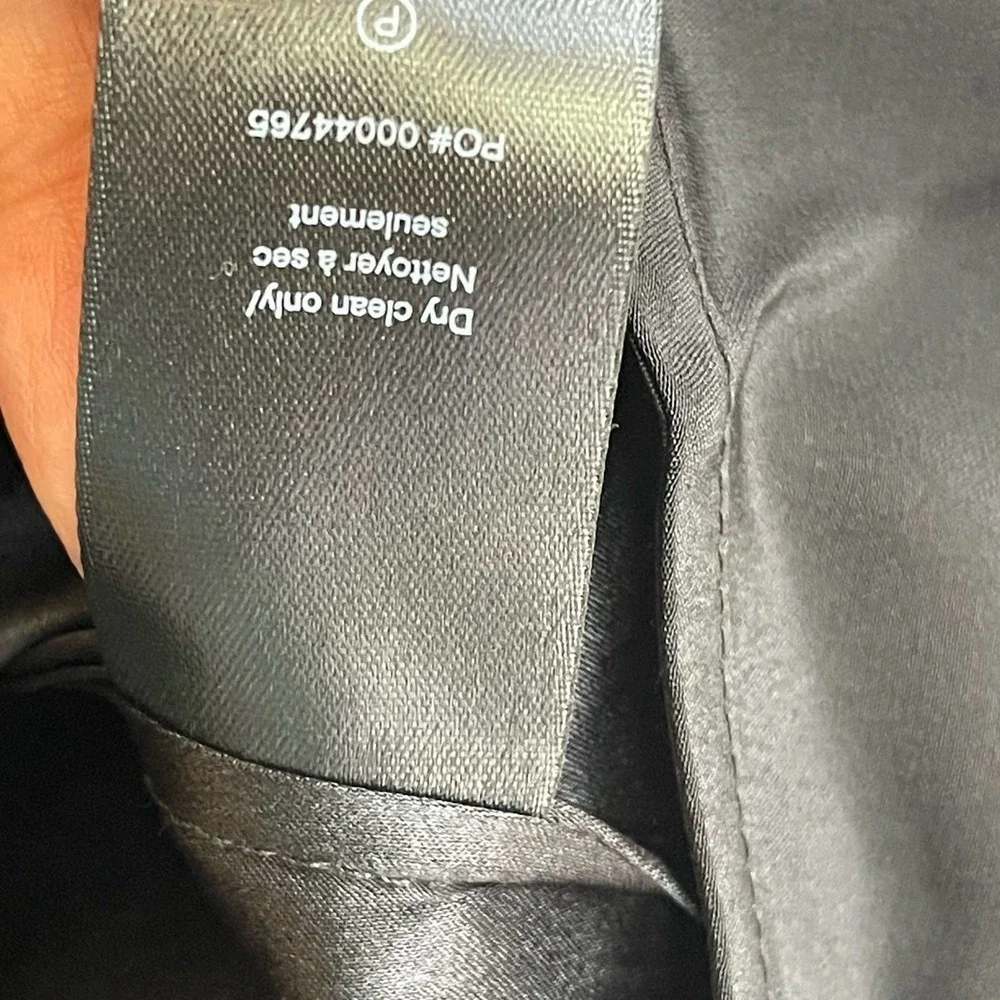 Dry clean only/
Nettoyer à sec
seulement
PO# 00044765
P